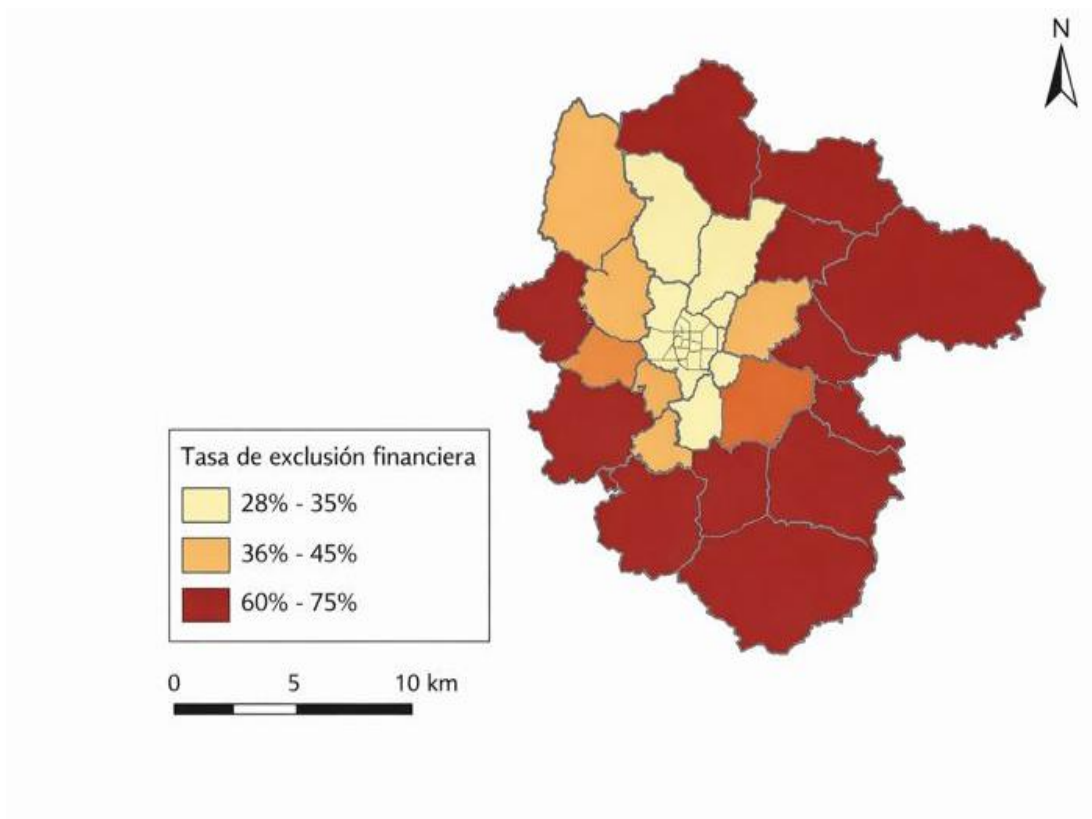 N
Tasa de exclusión financiera
28% - 35%
36% - 45%
60% - 75%
0 5 10 km